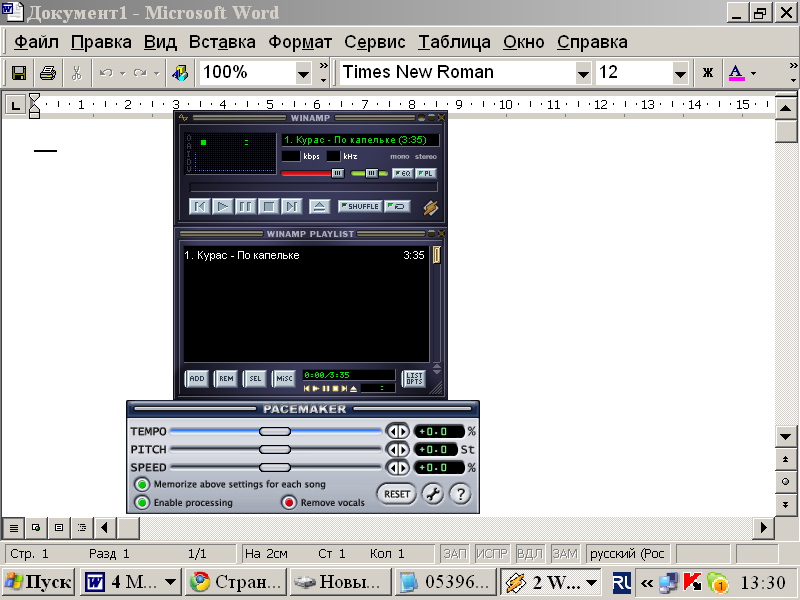 Документ1 - Microsoft Word
Файл Правка Вид Вставка Формат Сервис Таблица Окно Справка
100% Times New Roman 12 Ж А
L 1 1 2 3 4 5 6 7 8 9 10 11 12 13 14 15
WINAMP
O A I D V
1. Курас - По капельке (3:35)
kbps kHz mono stereo
EQ PL
SHUFFLE
WINAMP PLAYLIST
1. Курас - По капельке 3:35
0:00/3:35
ADD REM SEL MISC LIST OPTS
PACEMAKER
TEMPO +0.0 %
PITCH +0.0 St
SPEED +0.0 %
Memorize above settings for each song
Enable processing Remove vocals RESET ?
Стр. 1 Разд 1 1/1 На 2см Ст 1 Кол 1 ЗАП ИСПР ВДЛ ЗАМ русский (Рос
Пуск 4 M... Стран... Новы... 05396... 2 W... RU « 1 13:30